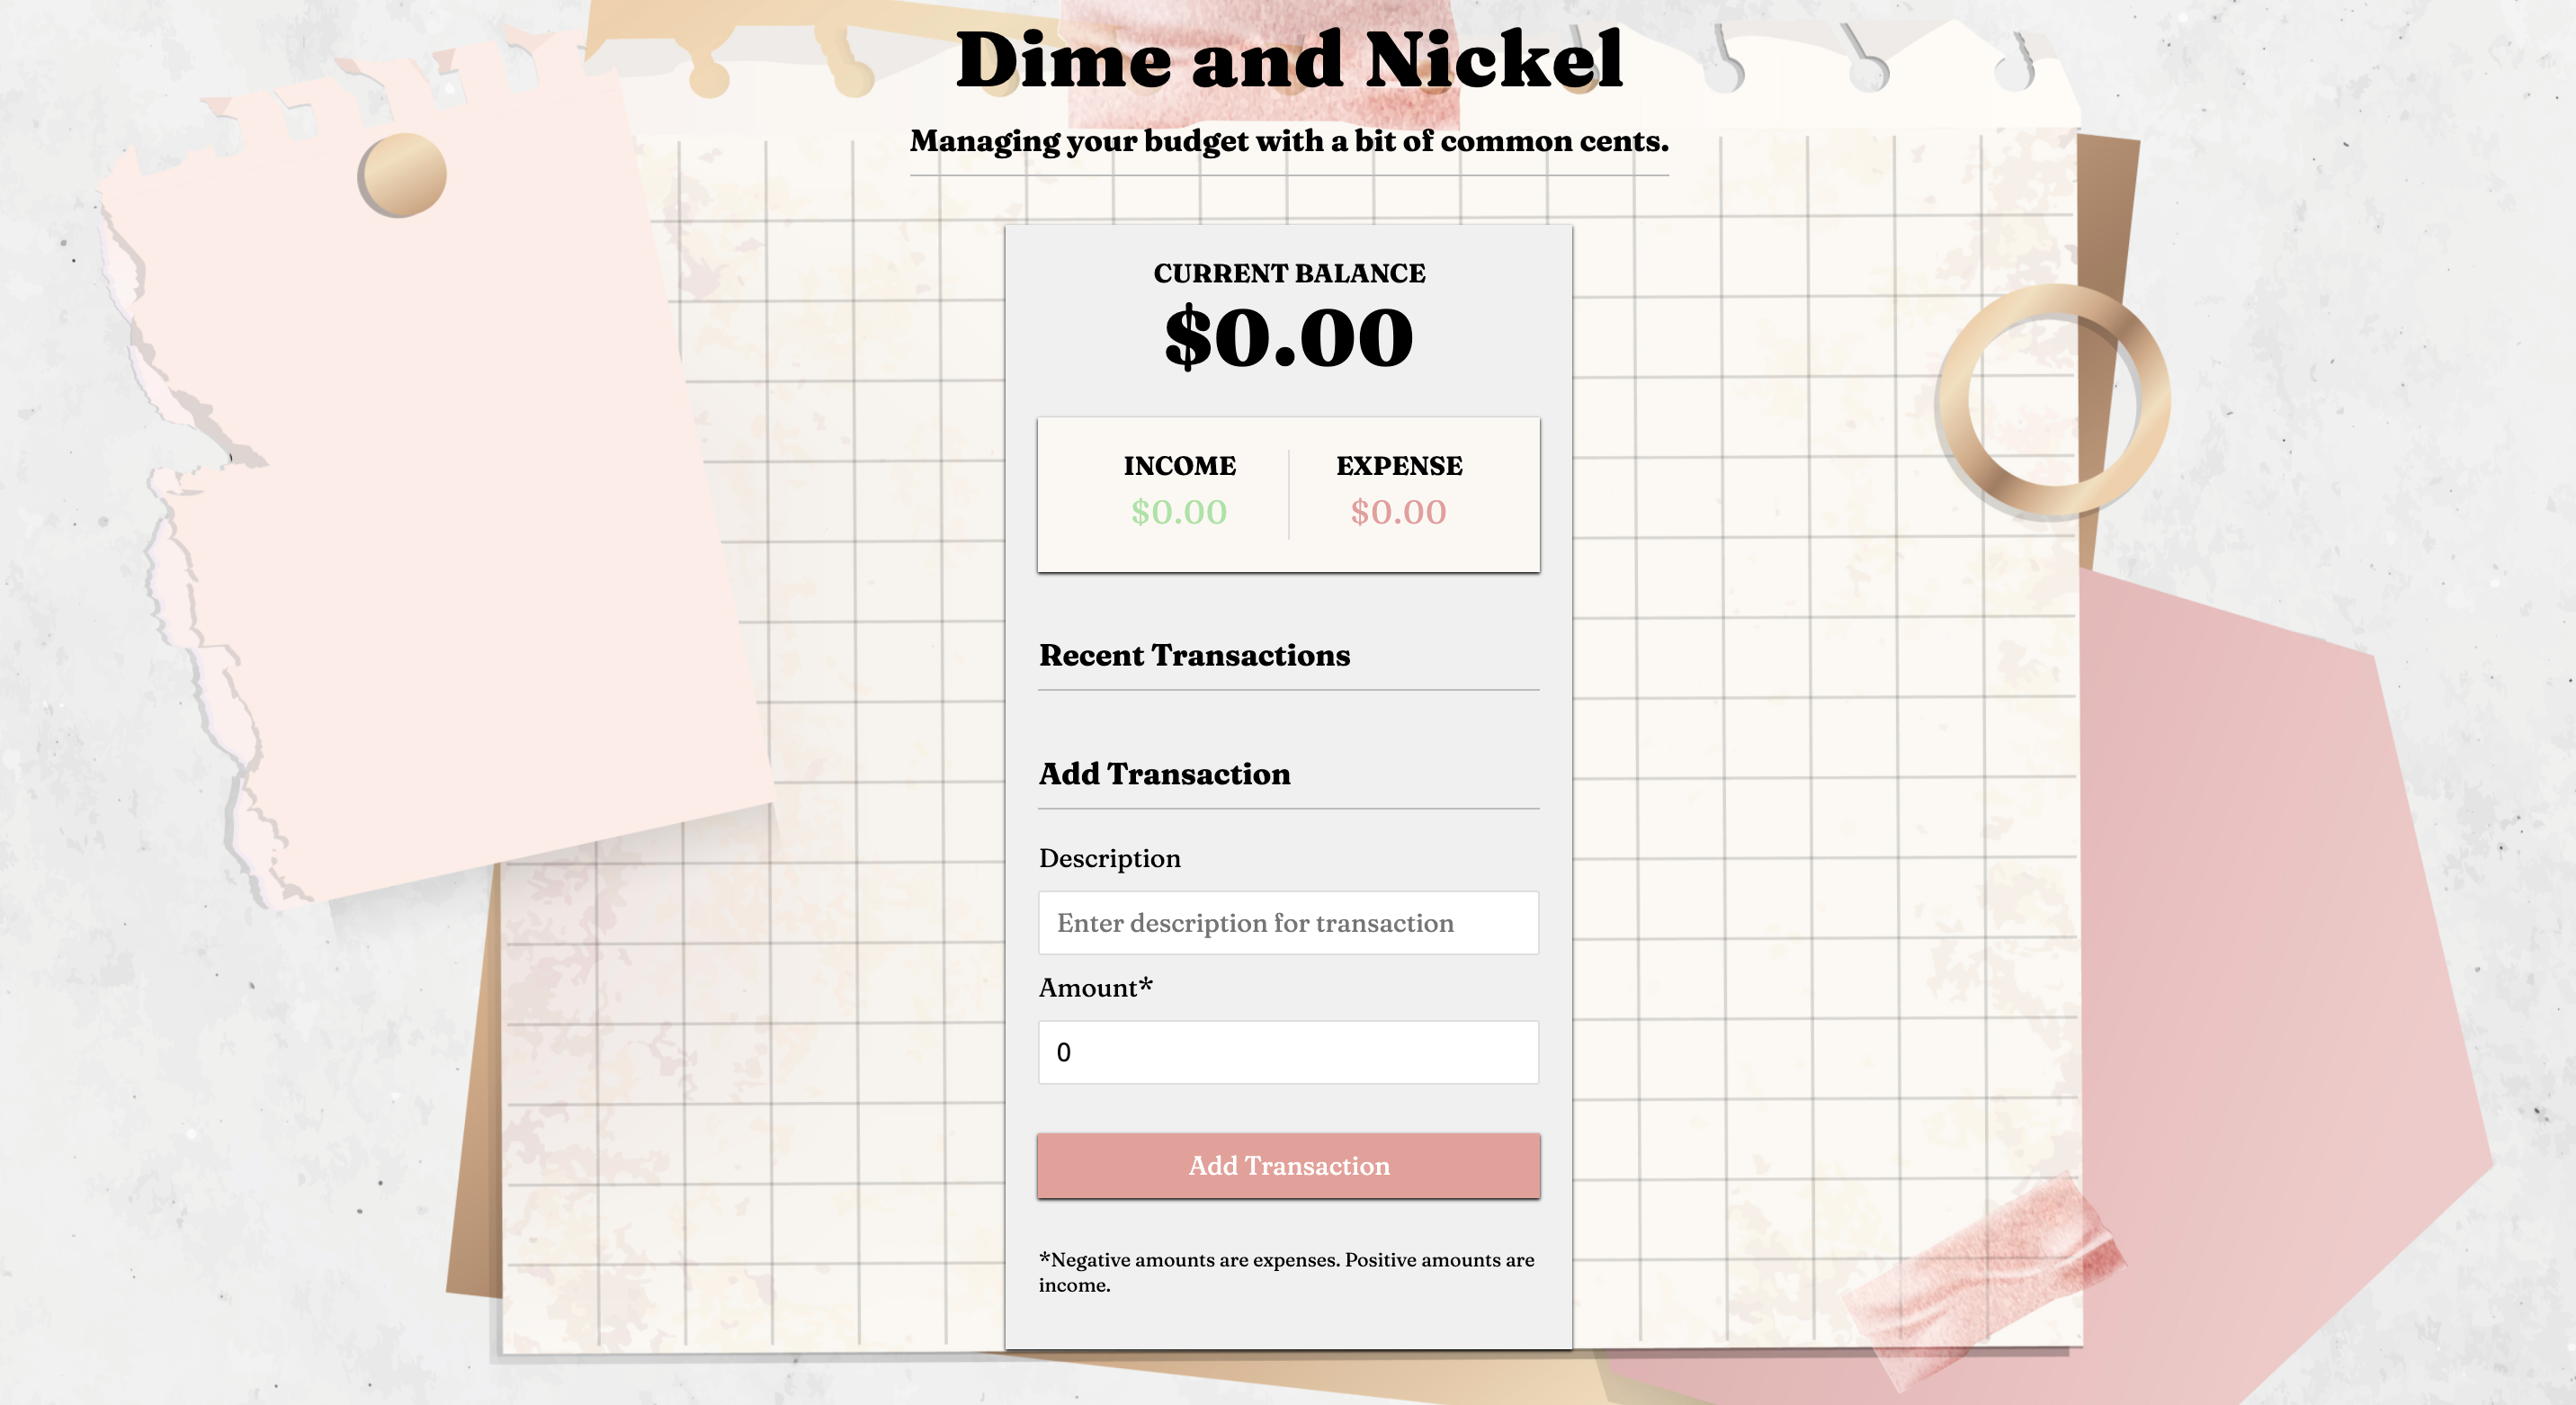 Dime and Nickel
Managing your budget with a bit of common cents.
CURRENT BALANCE
$0.00
INCOME
$0.00
EXPENSE
$0.00
Recent Transactions
Add Transaction
Description
Enter description for transaction
Amount*
0
Add Transaction
*Negative amounts are expenses. Positive amounts are
income.